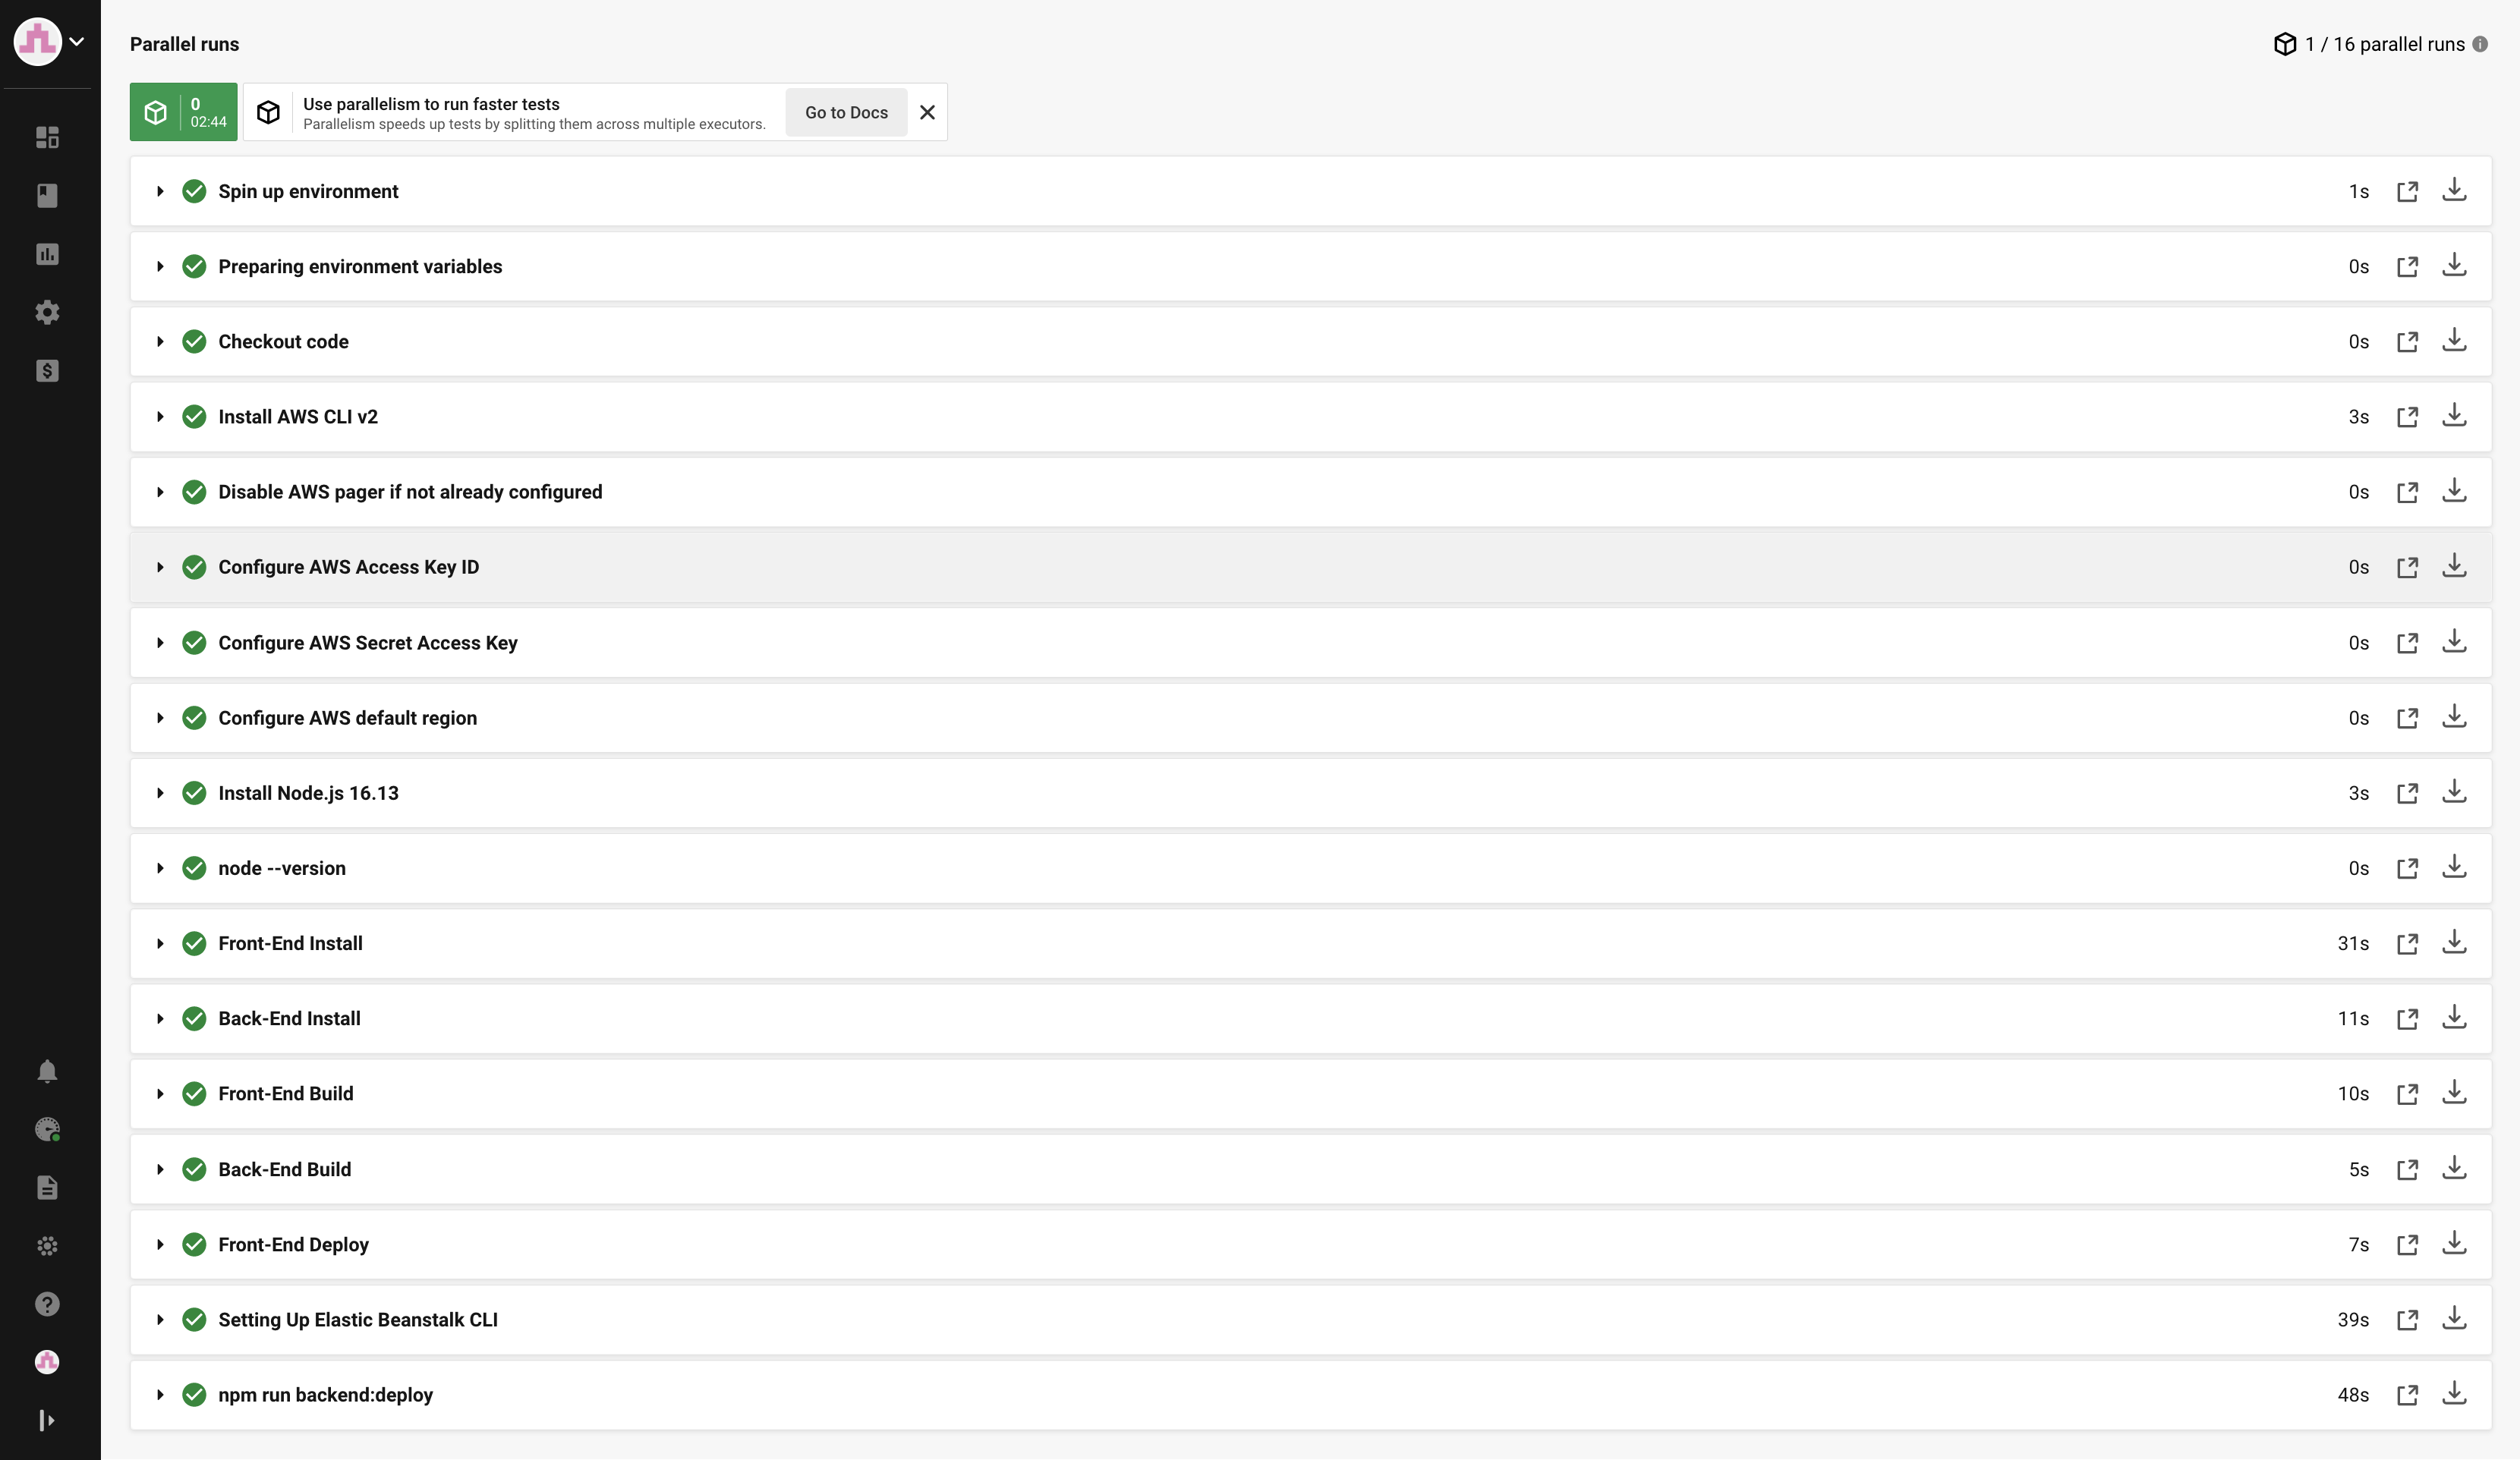 Parallel runs
1 / 16 parallel runs
0
02:44
Use parallelism to run faster tests
Parallelism speeds up tests by splitting them across multiple executors.
Go to Docs
Spin up environment 1s
Preparing environment variables 0s
Checkout code 0s
Install AWS CLI v2 3s
Disable AWS pager if not already configured 0s
Configure AWS Access Key ID 0s
Configure AWS Secret Access Key 0s
Configure AWS default region 0s
Install Node.js 16.13 3s
node --version 0s
Front-End Install 31s
Back-End Install 11s
Front-End Build 10s
Back-End Build 5s
Front-End Deploy 7s
Setting Up Elastic Beanstalk CLI 39s
npm run backend:deploy 48s